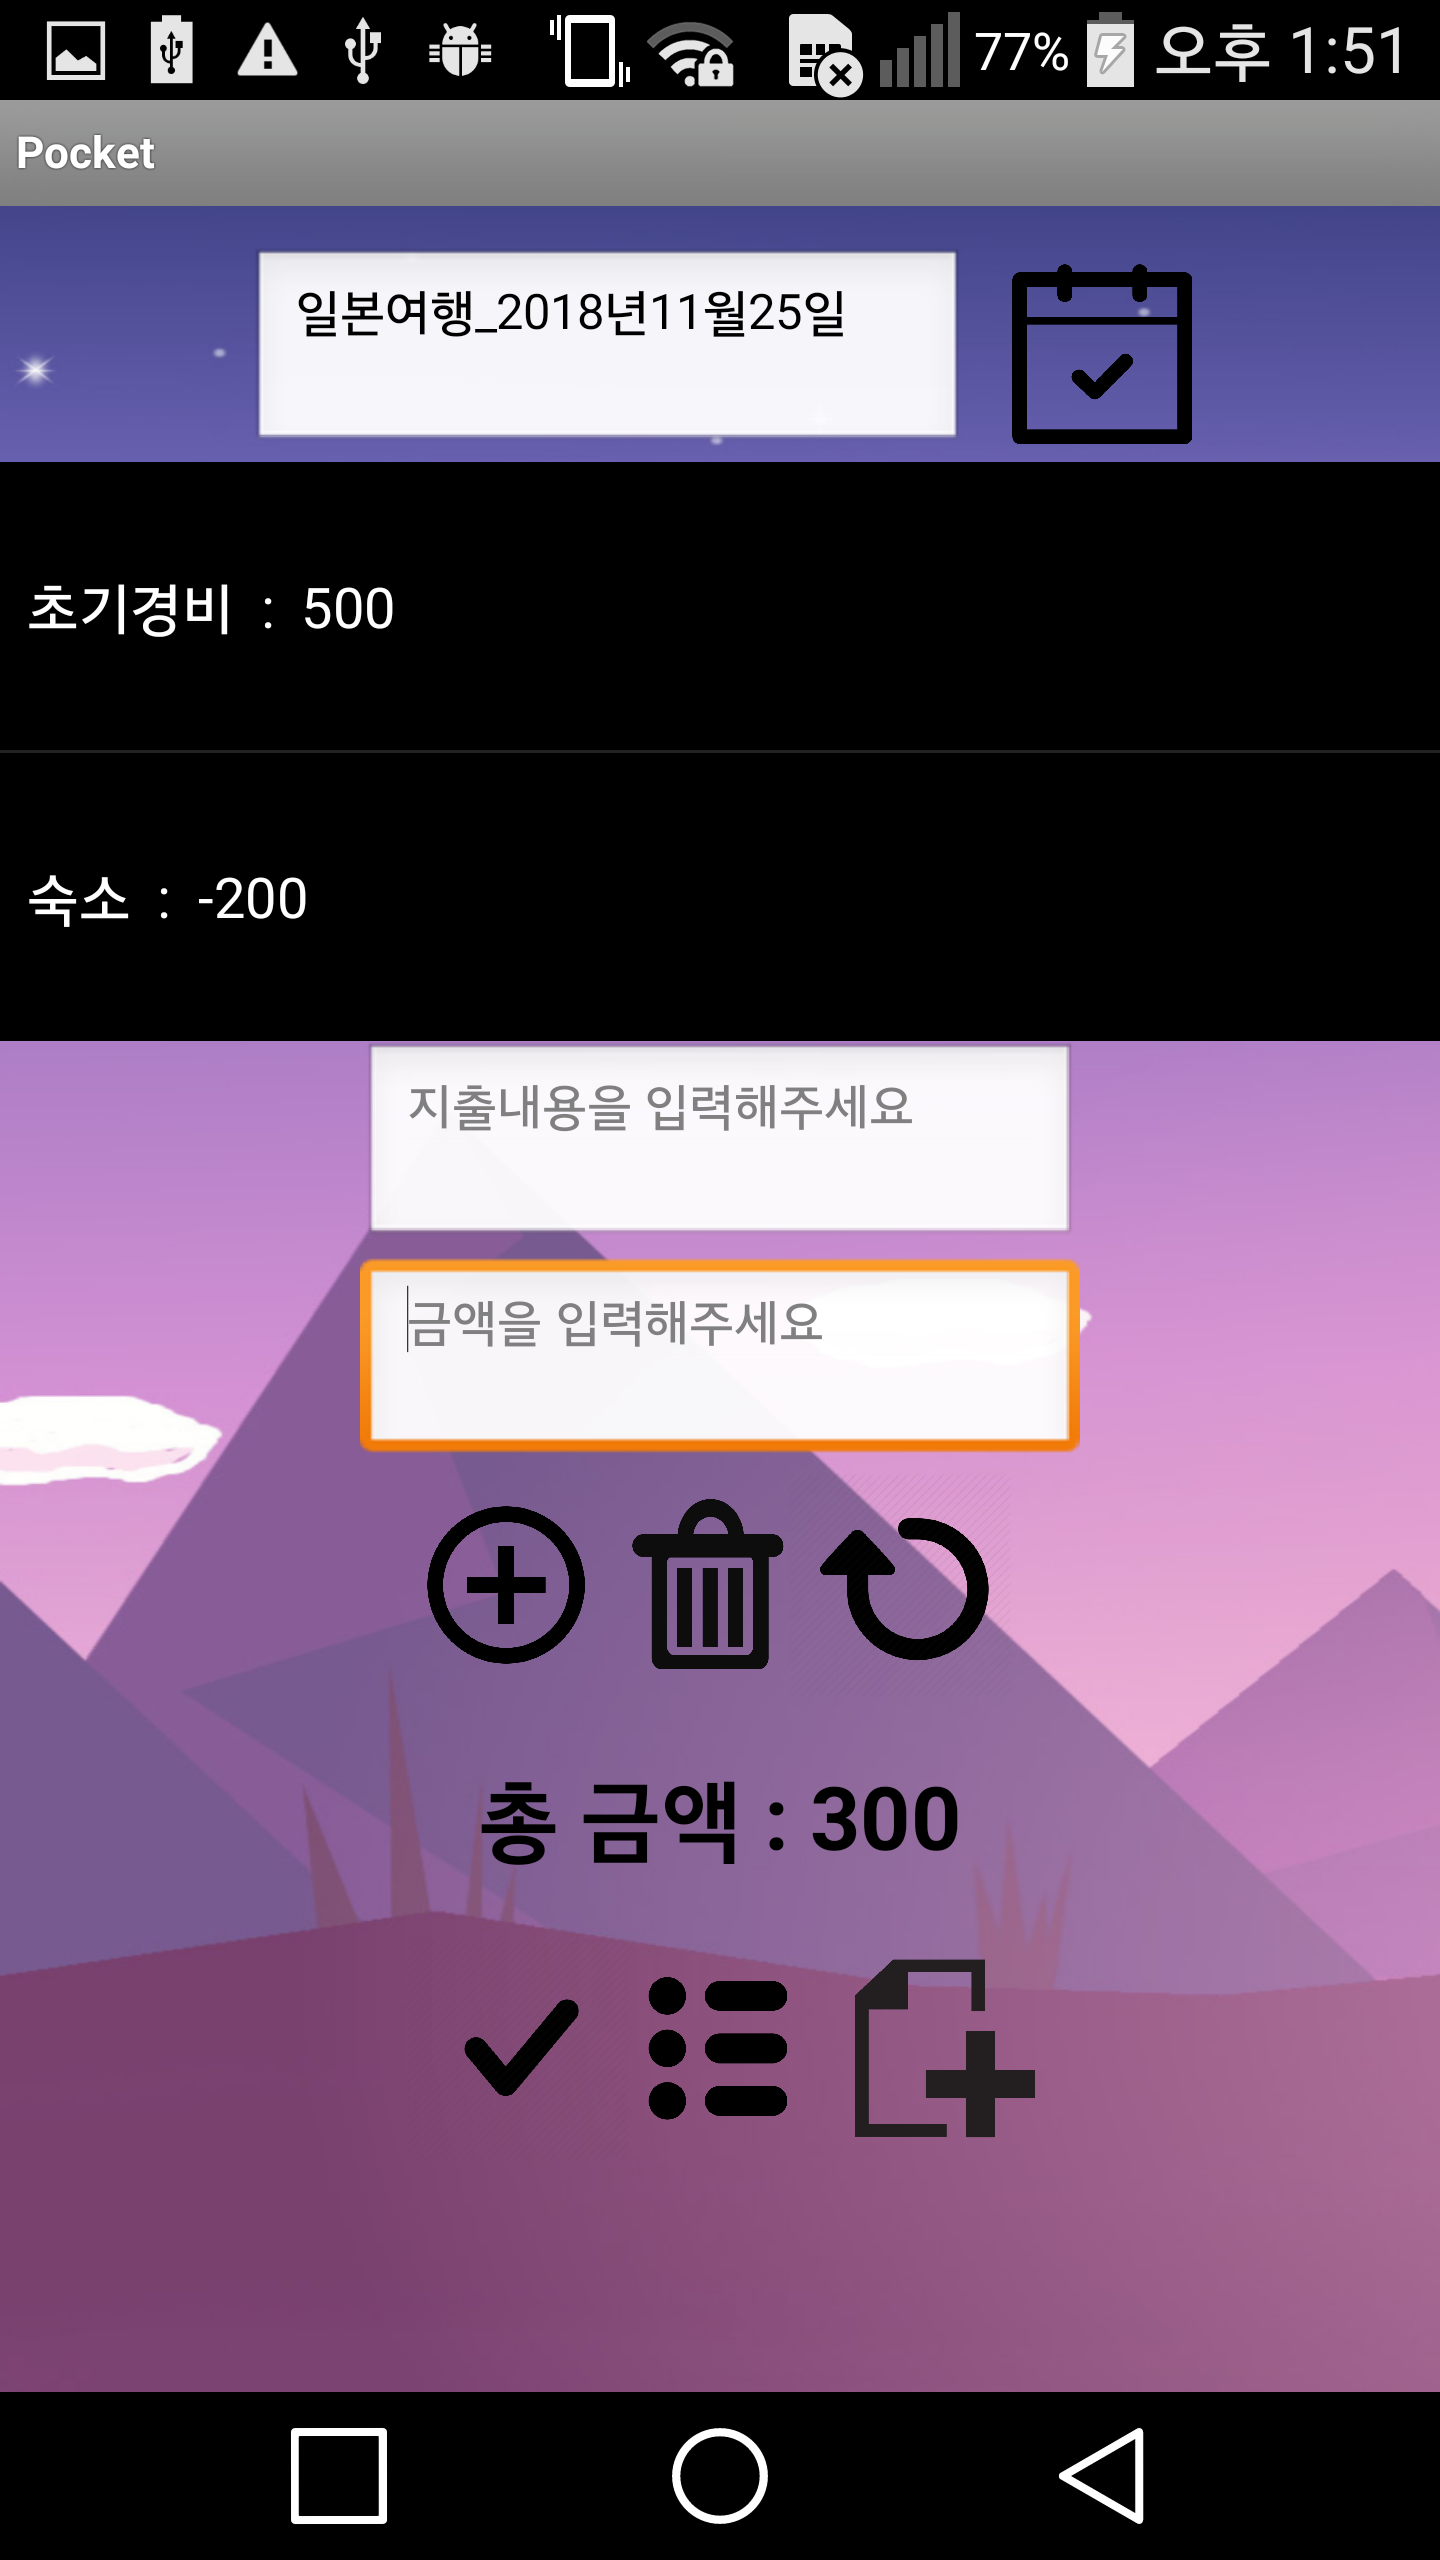 77% 오후 1:51
Pocket
일본여행_2018년11월25일
초기경비 : 500
숙소 : -200
지출내용을 입력해주세요
금액을 입력해주세요
총 금액 : 300